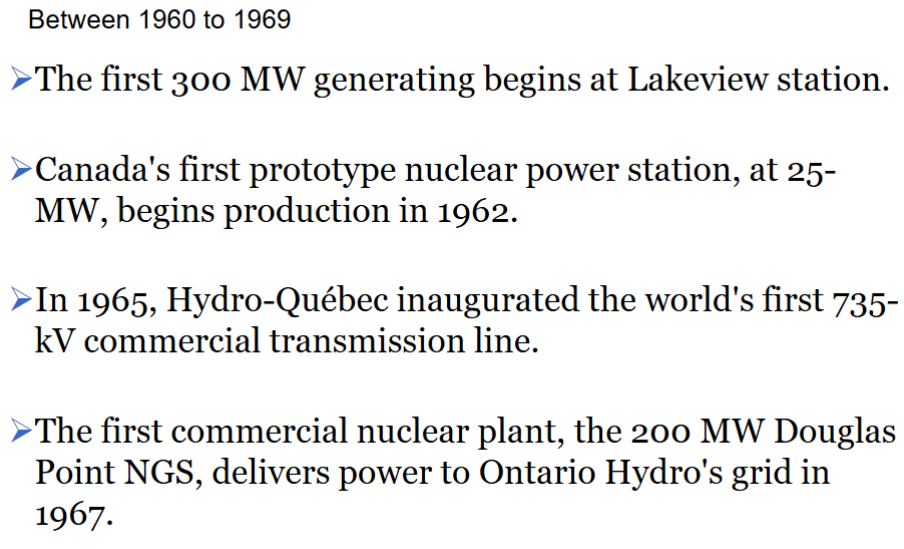 Between 1960 to 1969
➢The first 300 MW generating begins at Lakeview station.
➢Canada's first prototype nuclear power station, at 25-
MW, begins production in 1962.
➢In 1965, Hydro-Québec inaugurated the world's first 735-
kV commercial transmission line.
➢The first commercial nuclear plant, the 200 MW Douglas
Point NGS, delivers power to Ontario Hydro's grid in
1967.